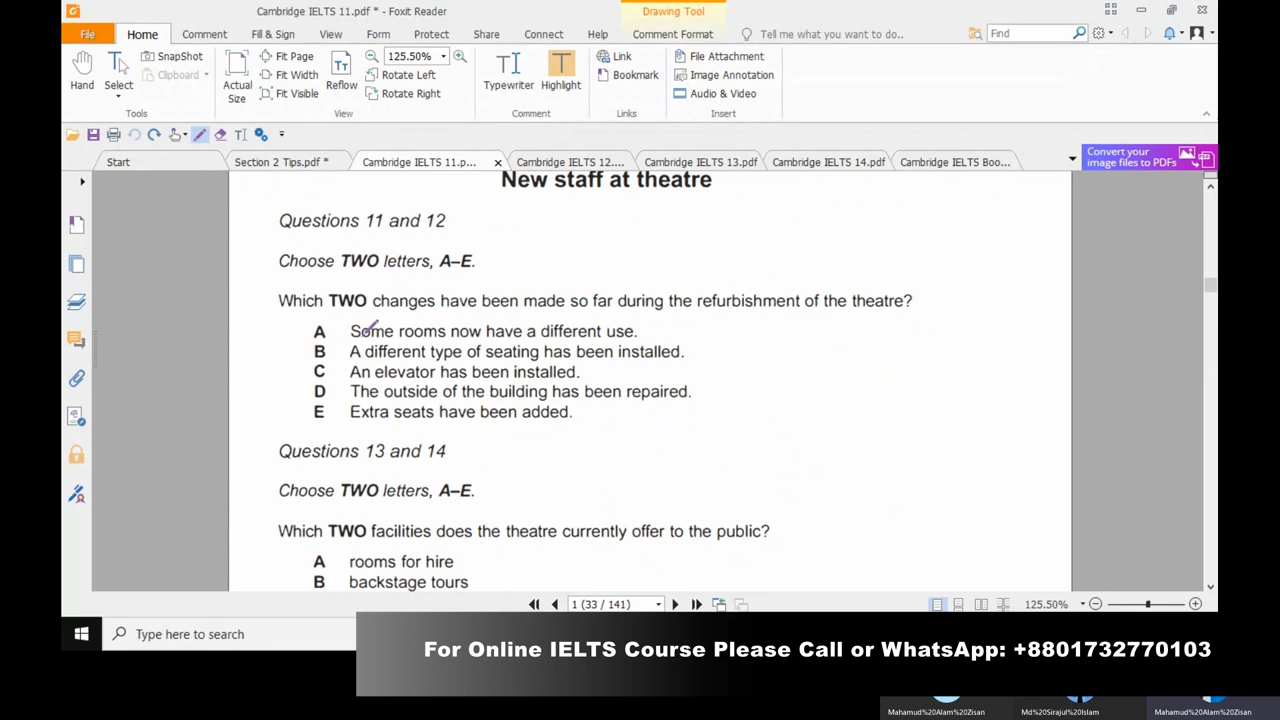 Cambridge IELTS 11.pdf * - Foxit Reader
Drawing Tool
File Home Comment Fill & Sign View Form Protect Share Connect Help Comment Format Tell me what you want to do... Find
Hand
Select
SnapShot
Clipboard
Actual Size
Fit Page
Fit Width
Fit Visible
Reflow
125.50%
Rotate Left
Rotate Right
Typewriter
Highlight
Link
Bookmark
File Attachment
Image Annotation
Audio & Video
Tools View Comment Links Insert
Start Section 2 Tips.pdf * Cambridge IELTS 11.p... Cambridge IELTS 12.... Cambridge IELTS 13.pdf Cambridge IELTS 14.pdf Cambridge IELTS Boo...
Convert your
image files to PDFs
New staff at theatre
Questions 11 and 12
Choose TWO letters, A–E.
Which TWO changes have been made so far during the refurbishment of the theatre?
A Some rooms now have a different use.
B A different type of seating has been installed.
C An elevator has been installed.
D The outside of the building has been repaired.
E Extra seats have been added.
Questions 13 and 14
Choose TWO letters, A–E.
Which TWO facilities does the theatre currently offer to the public?
A rooms for hire
B backstage tours
1 (33 / 141)
125.50%
Type here to search
For Online IELTS Course Please Call or WhatsApp: +8801732770103
Mahamud%20Alam%20Zisan Md%20Sirajul%20Islam Mahamud%20Alam%20Zisan